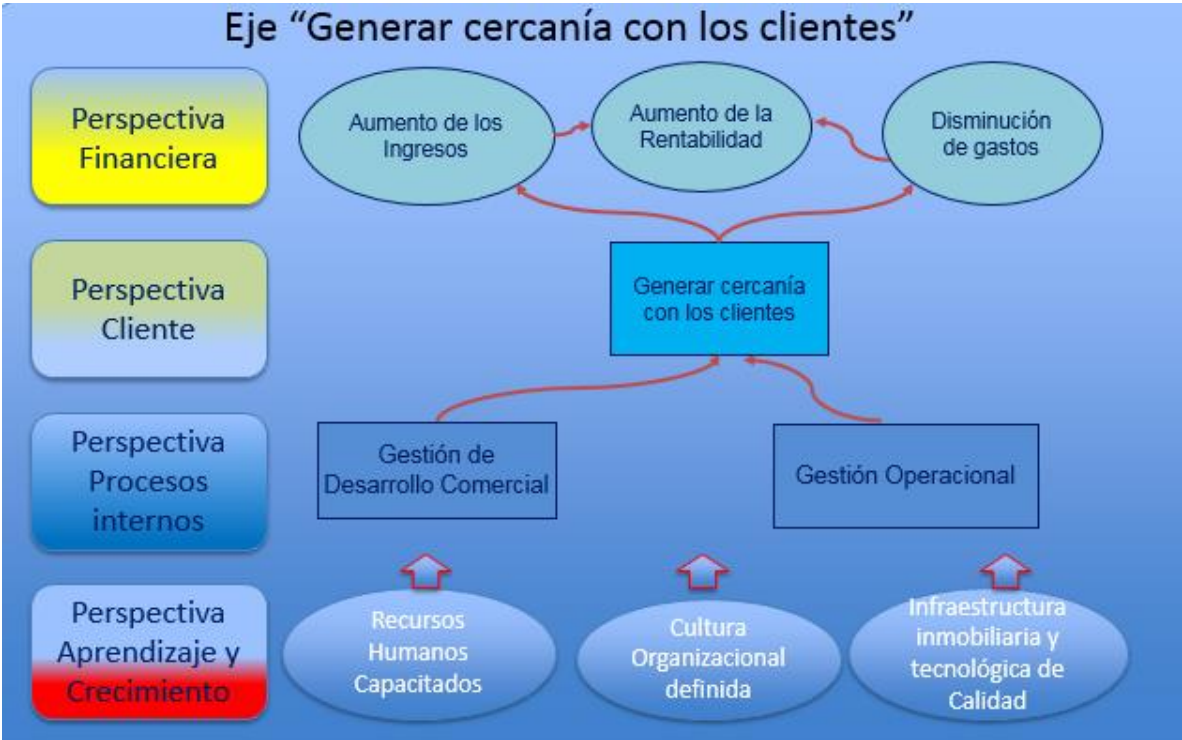 Eje “Generar cercanía con los clientes”
Perspectiva
Financiera
Aumento de los
Ingresos
Aumento de la
Rentabilidad
Disminución
de gastos
Perspectiva
Cliente
Generar cercanía
con los clientes
Perspectiva
Procesos
internos
Gestión de
Desarrollo Comercial
Gestión Operacional
Perspectiva
Aprendizaje y
Crecimiento
Recursos
Humanos
Capacitados
Cultura
Organizacional
definida
Infraestructura
inmobiliaria y
tecnológica de
Calidad